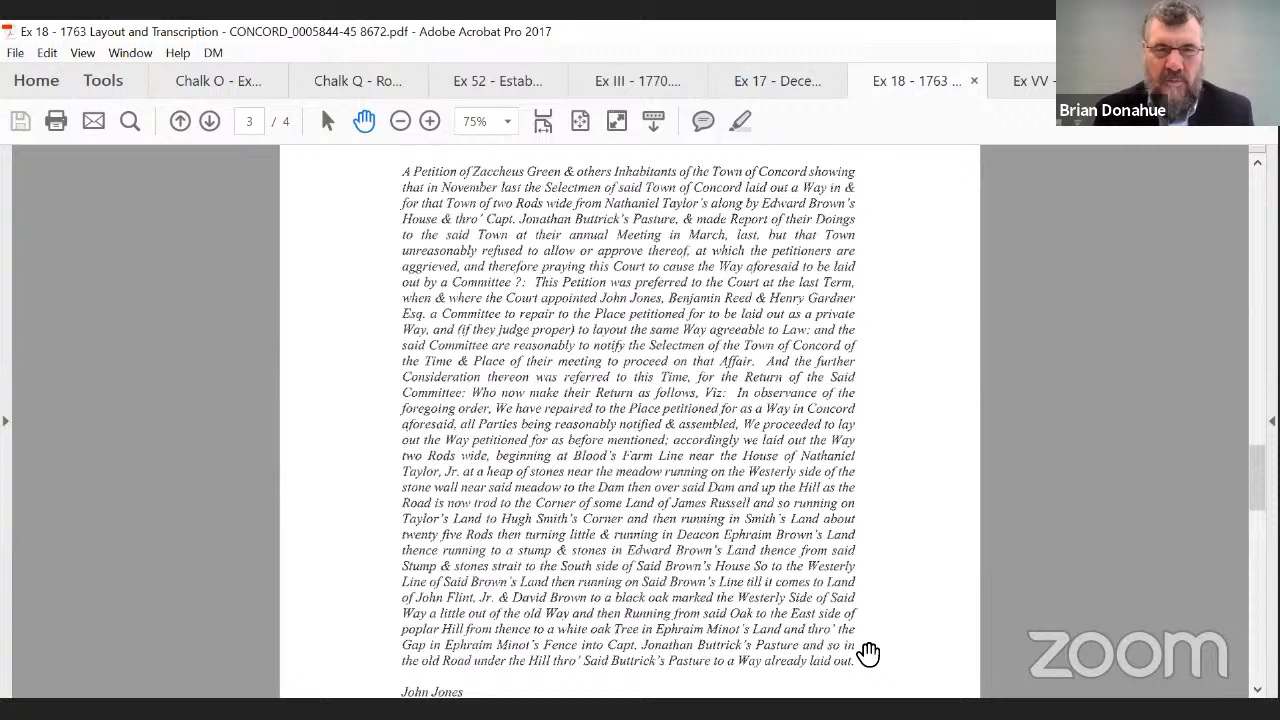 Ex 18 - 1763 Layout and Transcription - CONCORD_0005844-45 8672.pdf - Adobe Acrobat Pro 2017
File Edit View Window Help DM
Home Tools Chalk O - Ex... Chalk Q - Ro... Ex 52 - Estab... Ex III - 1770.... Ex 17 - Dece... Ex 18 - 1763 ... × Ex VV -
3 / 4 75%
Brian Donahue
A Petition of Zaccheus Green & others Inhabitants of the Town of Concord showing
that in November last the Selectmen of said Town of Concord laid out a Way in &
for that Town of two Rods wide from Nathaniel Taylor's along by Edward Brown's
House & thro' Capt. Jonathan Buttrick's Pasture, & made Report of their Doings
to the said Town at their annual Meeting in March, last, but that Town
unreasonably refused to allow or approve thereof, at which the petitioners are
aggrieved, and therefore praying this Court to cause the Way aforesaid to be laid
out by a Committee ?: This Petition was preferred to the Court at the last Term,
when & where the Court appointed John Jones, Benjamin Reed & Henry Gardner
Esq. a Committee to repair to the Place petitioned for to be laid out as a private
Way, and (if they judge proper) to layout the same Way agreeable to Law: and the
said Committee are reasonably to notify the Selectmen of the Town of Concord of
the Time & Place of their meeting to proceed on that Affair. And the further
Consideration thereon was referred to this Time, for the Return of the Said
Committee: Who now make their Return as follows, Viz: In observance of the
foregoing order, We have repaired to the Place petitioned for as a Way in Concord
aforesaid, all Parties being reasonably notified & assembled, We proceeded to lay
out the Way petitioned for as before mentioned; accordingly we laid out the Way
two Rods wide, beginning at Blood's Farm Line near the House of Nathaniel
Taylor, Jr. at a heap of stones near the meadow running on the Westerly side of the
stone wall near said meadow to the Dam then over said Dam and up the Hill as the
Road is now trod to the Corner of some Land of James Russell and so running on
Taylor's Land to Hugh Smith's Corner and then running in Smith's Land about
twenty five Rods then turning little & running in Deacon Ephraim Brown's Land
thence running to a stump & stones in Edward Brown's Land thence from said
Stump & stones strait to the South side of Said Brown's House So to the Westerly
Line of Said Brown's Land then running on Said Brown's Line till it comes to Land
of John Flint, Jr. & David Brown to a black oak marked the Westerly Side of Said
Way a little out of the old Way and then Running from said Oak to the East side of
poplar Hill from thence to a white oak Tree in Ephraim Minot's Land and thro' the
Gap in Ephraim Minot's Fence into Capt. Jonathan Buttrick's Pasture and so in
the old Road under the Hill thro' Said Buttrick's Pasture to a Way already laid out.
John Jones
zoom